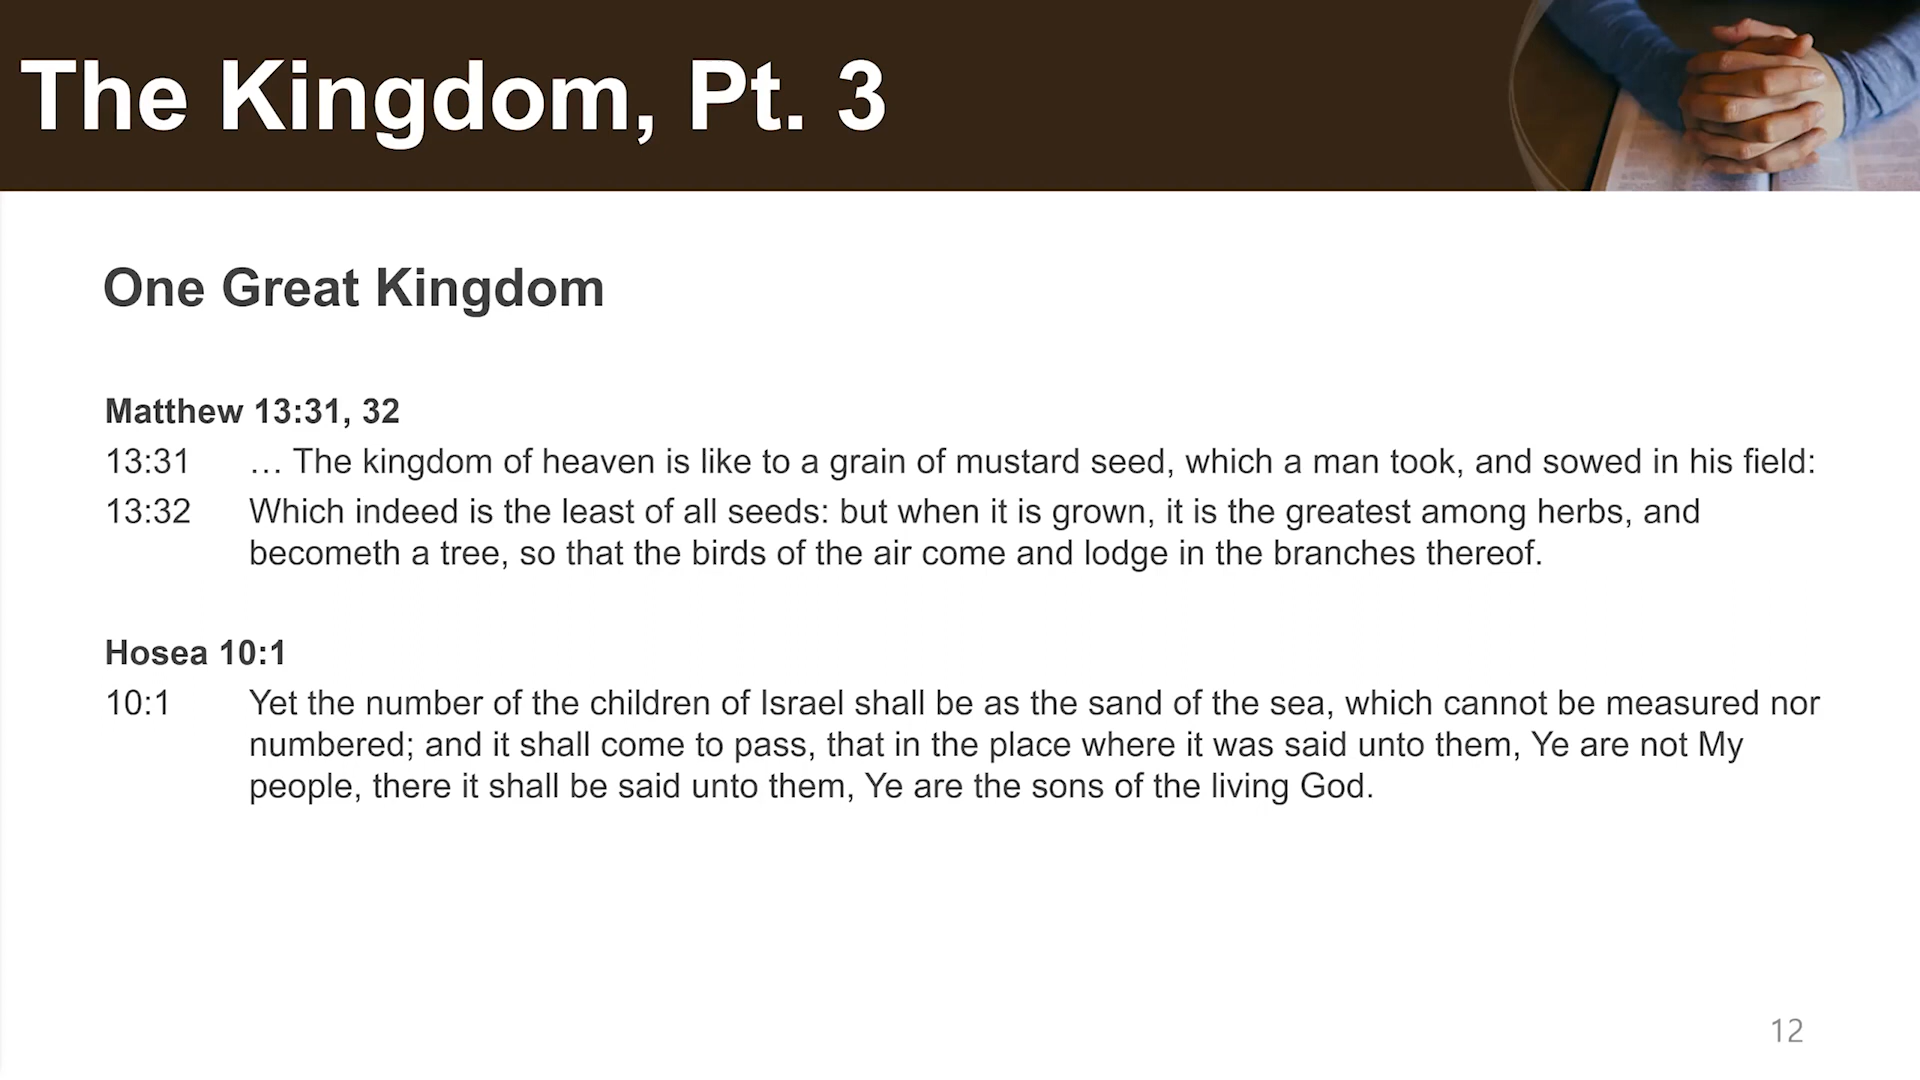 The Kingdom, Pt. 3
One Great Kingdom
Matthew 13:31, 32
13:31 … The kingdom of heaven is like to a grain of mustard seed, which a man took, and sowed in his field:
13:32 Which indeed is the least of all seeds: but when it is grown, it is the greatest among herbs, and
becometh a tree, so that the birds of the air come and lodge in the branches thereof.
Hosea 10:1
10:1 Yet the number of the children of Israel shall be as the sand of the sea, which cannot be measured nor
numbered; and it shall come to pass, that in the place where it was said unto them, Ye are not My
people, there it shall be said unto them, Ye are the sons of the living God.
12